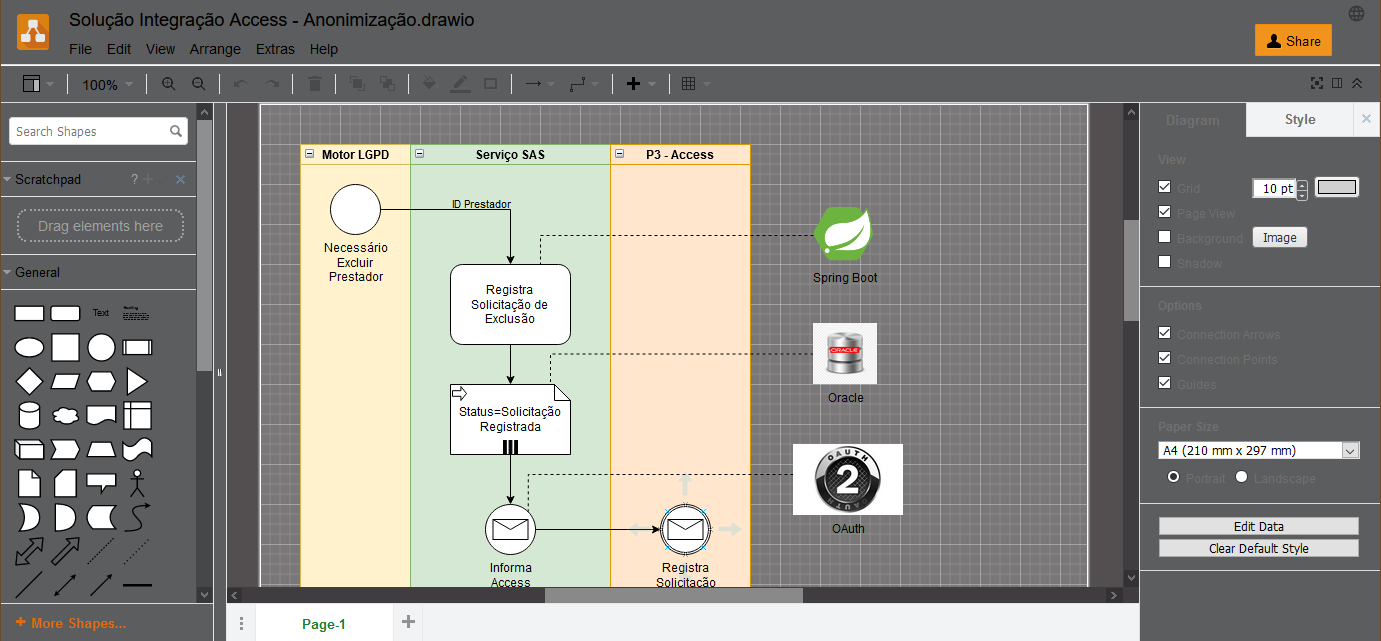 Solução Integração Access - Anonimização.drawio
File Edit View Arrange Extras Help
Share
100%
Search Shapes
Scratchpad
?
Drag elements here
General
Text
Heading
More Shapes...
Motor LGPD
Serviço SAS
P3 - Access
ID Prestador
Necessário
Excluir
Prestador
Registra
Solicitação de
Exclusão
Status=Solicitação
Registrada
Informa
Access
Registra
Solicitação
Spring Boot
ORACLE
Oracle
OAUTH
2
OAuth
Page-1
Diagram
Style
View
Grid
10 pt
Page View
Background
Image
Shadow
Options
Connection Arrows
Connection Points
Guides
Paper Size
A4 (210 mm x 297 mm)
Portrait
Landscape
Edit Data
Clear Default Style